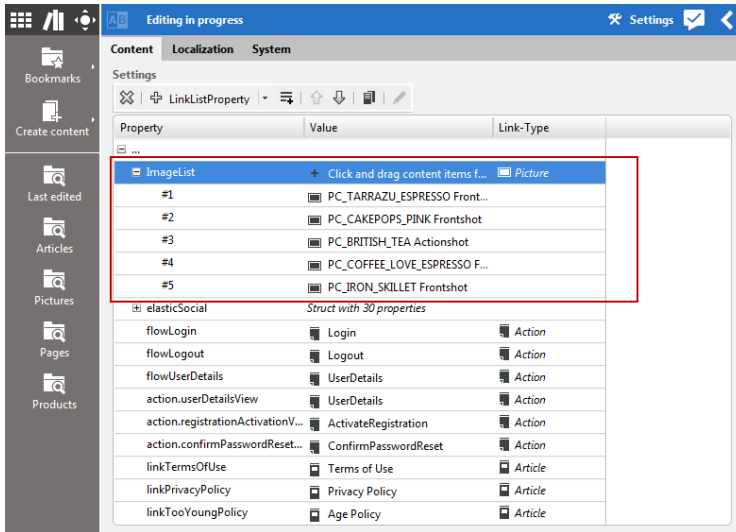 AB Editing in progress Settings
Content Localization System
Bookmarks
Create content
Last edited
Articles
Pictures
Pages
Products
Settings
LinkListProperty
Property Value Link-Type
...
ImageList Click and drag content items f... Picture
#1 PC_TARRAZU_ESPRESSO Front...
#2 PC_CAKEPOPS_PINK Frontshot
#3 PC_BRITISH_TEA Actionshot
#4 PC_COFFEE_LOVE_ESPRESSO F...
#5 PC_IRON_SKILLET Frontshot
elasticSocial Struct with 30 properties
flowLogin Login Action
flowLogout Logout Action
flowUserDetails UserDetails Action
action.userDetailsView UserDetails Action
action.registrationActivationV... ActivateRegistration Action
action.confirmPasswordReset... ConfirmPasswordReset Action
linkTermsOfUse Terms of Use Article
linkPrivacyPolicy Privacy Policy Article
linkTooYoungPolicy Age Policy Article